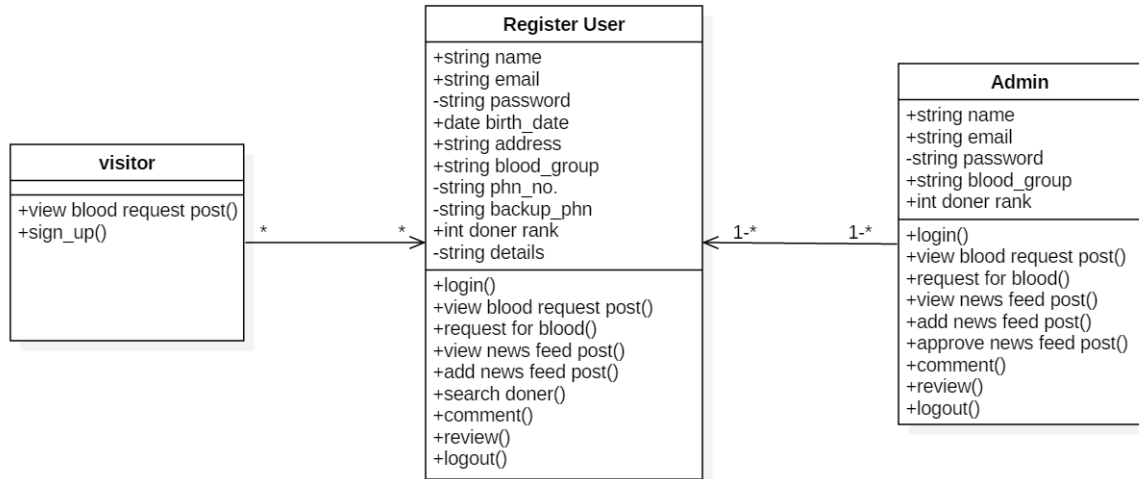 visitor
+view blood request post()
+sign_up()
*
*
Register User
+string name
+string email
-string password
+date birth_date
+string address
+string blood_group
-string phn_no.
-string backup_phn
+int doner rank
-string details
+login()
+view blood request post()
+request for blood()
+view news feed post()
+add news feed post()
+search doner()
+comment()
+review()
+logout()
1-*
1-*
Admin
+string name
+string email
-string password
+string blood_group
+int doner rank
+login()
+view blood request post()
+request for blood()
+view news feed post()
+add news feed post()
+approve news feed post()
+comment()
+review()
+logout()